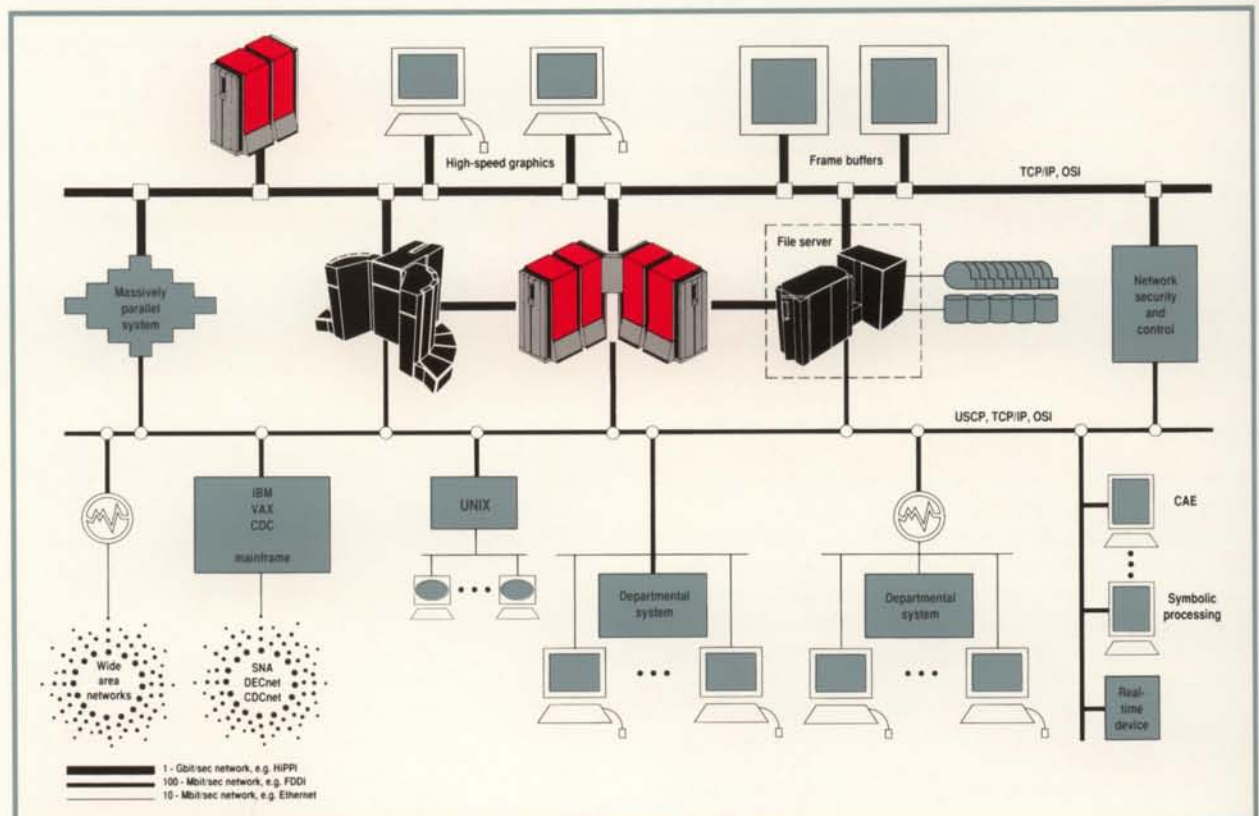 High-speed graphics
Frame buffers
TCP/IP, OSI
File server
Massively
parallel
system
Network
security
and
control
USCP, TCP/IP, OSI
IBM
VAX
CDC
mainframe
UNIX
CAE
Departmental
system
Departmental
system
Symbolic
processing
Wide
area
networks
SNA
DECnet
CDCnet
Real-
time
device
1 - Gbit/sec network, e.g. HiPPI
100 - Mbit/sec network, e.g. FDDI
10 - Mbit/sec network, e.g. Ethernet